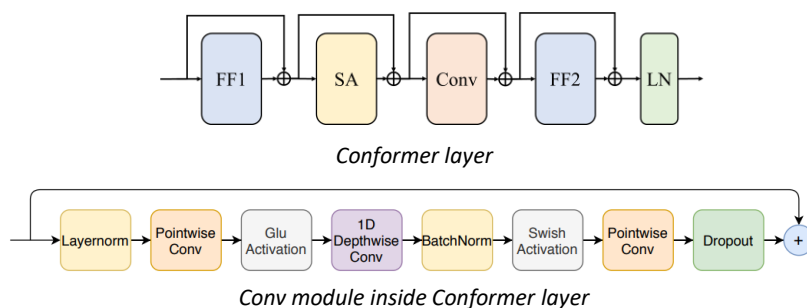 FF1 SA Conv FF2 LN
Conformer layer
Layernorm
Pointwise
Conv
Glu
Activation
1D
Depthwise
Conv
BatchNorm
Swish
Activation
Pointwise
Conv
Dropout
+
Conv module inside Conformer layer